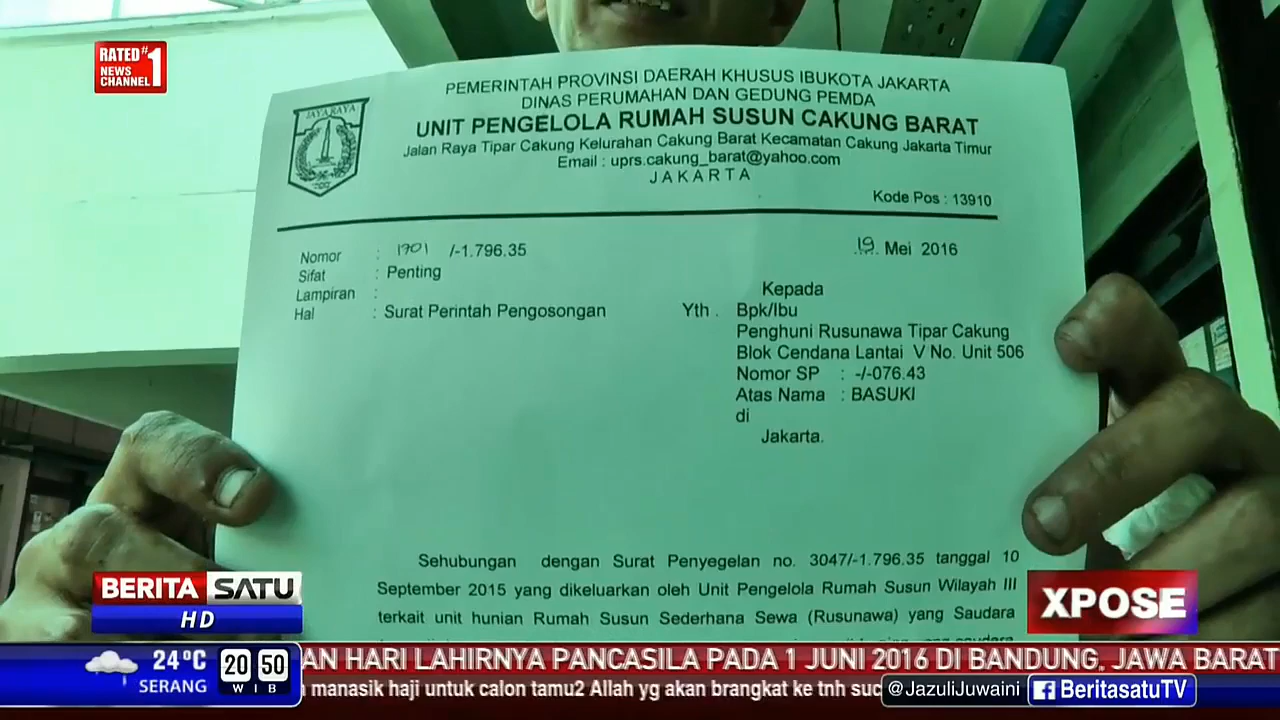 RATED #1
NEWS
CHANNEL
JAYA RAYA
PEMERINTAH PROVINSI DAERAH KHUSUS IBUKOTA JAKARTA
DINAS PERUMAHAN DAN GEDUNG PEMDA
UNIT PENGELOLA RUMAH SUSUN CAKUNG BARAT
Jalan Raya Tipar Cakung Kelurahan Cakung Barat Kecamatan Cakung Jakarta Timur
Email : uprs.cakung_barat@yahoo.com
JAKARTA
Kode Pos : 13910
Nomor : 1701 /-1.796.35
19 Mei 2016
Sifat : Penting
Lampiran :
Hal : Surat Perintah Pengosongan
Kepada
Yth . Bpk/Ibu
Penghuni Rusunawa Tipar Cakung
Blok Cendana Lantai V No. Unit 506
Nomor SP : -/-076.43
Atas Nama : BASUKI
di
Jakarta.
Sehubungan dengan Surat Penyegelan no. 3047/-1.796.35 tanggal 10
September 2015 yang dikeluarkan oleh Unit Pengelola Rumah Susun Wilayah III
terkait unit hunian Rumah Susun Sederhana Sewa (Rusunawa) yang Saudara
BERITA SATU
HD
XPOSE
24°C
SERANG
20 50
WIB
AN HARI LAHIRNYA PANCASILA PADA 1 JUNI 2016 DI BANDUNG, JAWA BARAT
manasik haji untuk calon tamu2 Allah yg akan brangkat ke tnh suc
@JazuliJuwaini
BeritasatuTV